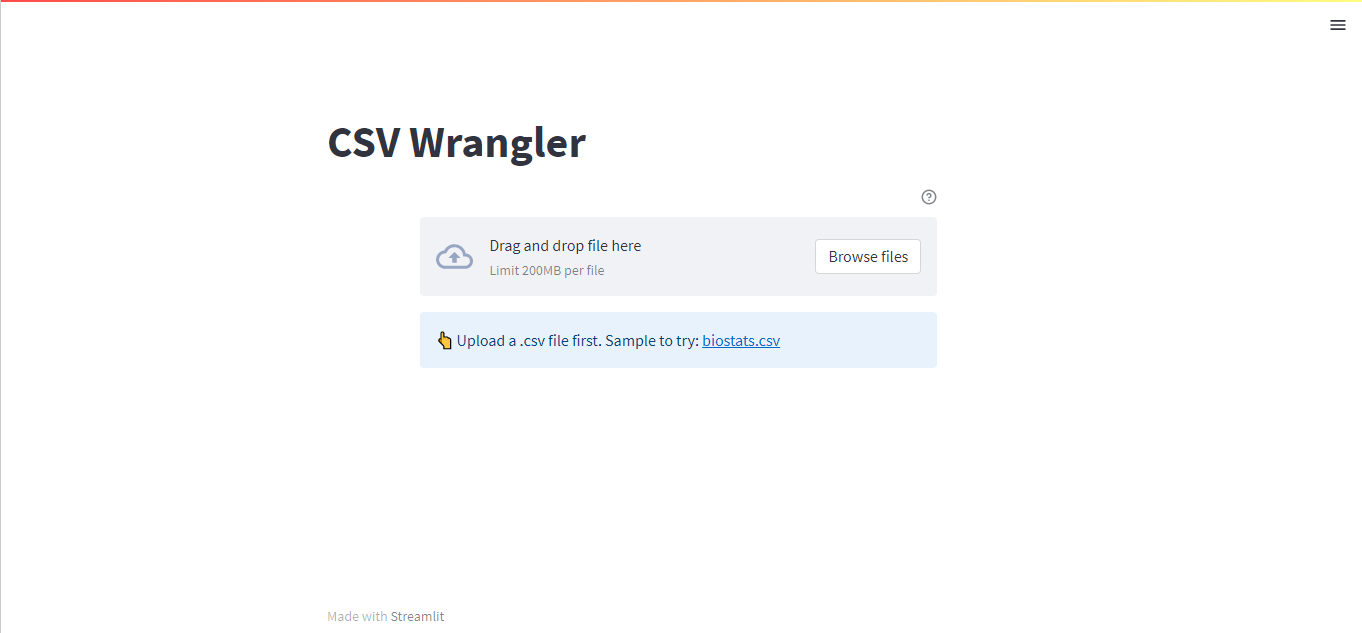 CSV Wrangler
Drag and drop file here
Limit 200MB per file
Browse files
👆 Upload a .csv file first. Sample to try: biostats.csv
Made with Streamlit